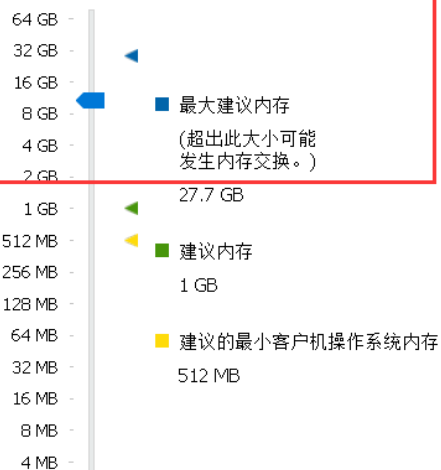 64 GB
32 GB
16 GB
8 GB
4 GB
2 GB
1 GB
512 MB
256 MB
128 MB
64 MB
32 MB
16 MB
8 MB
4 MB
最大建议内存
(超出此大小可能
发生内存交换。)
27.7 GB
建议内存
1 GB
建议的最小客户机操作系统内存
512 MB